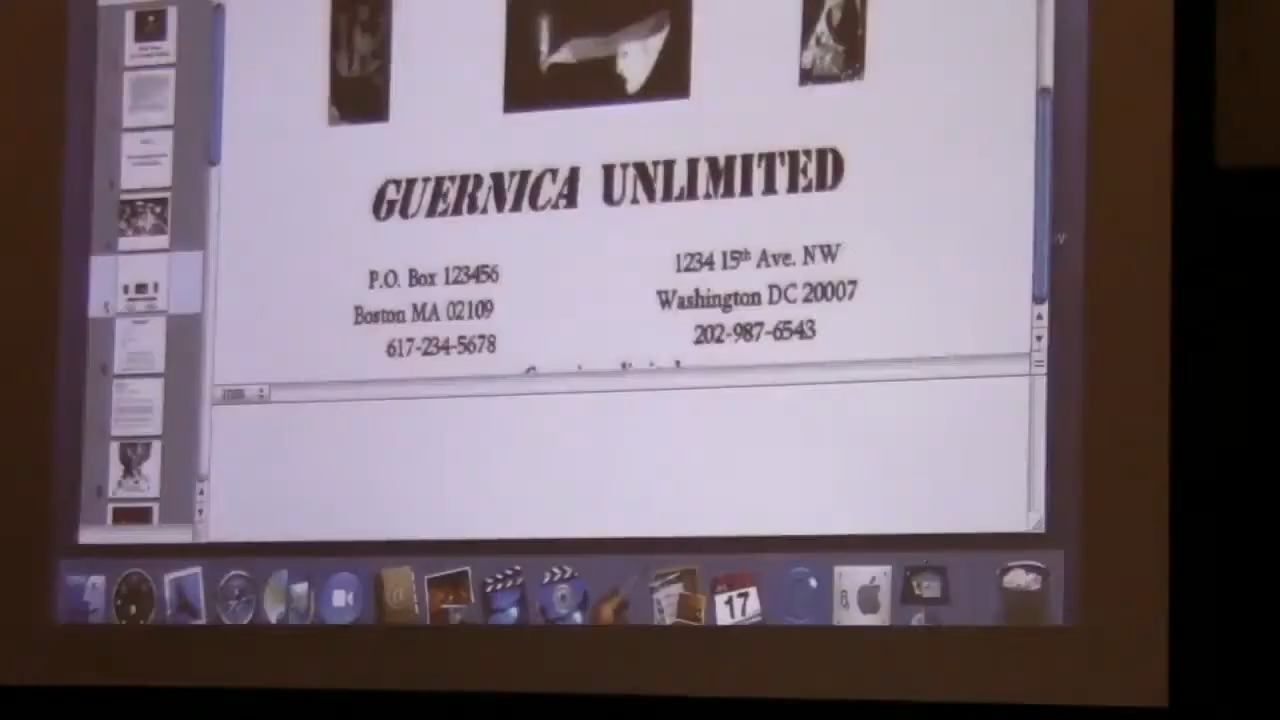 GUERNICA UNLIMITED
P.O. Box 123456
Boston MA 02109
617-234-5678
1234 15th Ave. NW
Washington DC 20007
202-987-6543
17